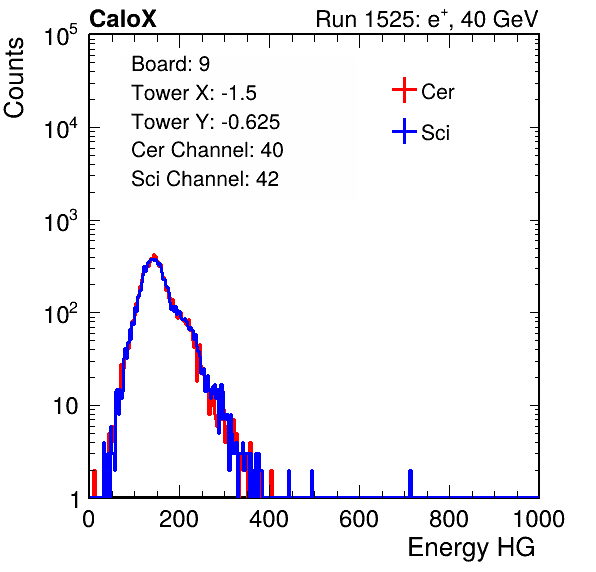 CaloX Run 1525: e⁺, 40 GeV
Counts
10⁵
10⁴
10³
10²
10
1
Board: 9
Tower X: -1.5
Tower Y: -0.625
Cer Channel: 40
Sci Channel: 42
Cer
Sci
0 200 400 600 800 1000
Energy HG